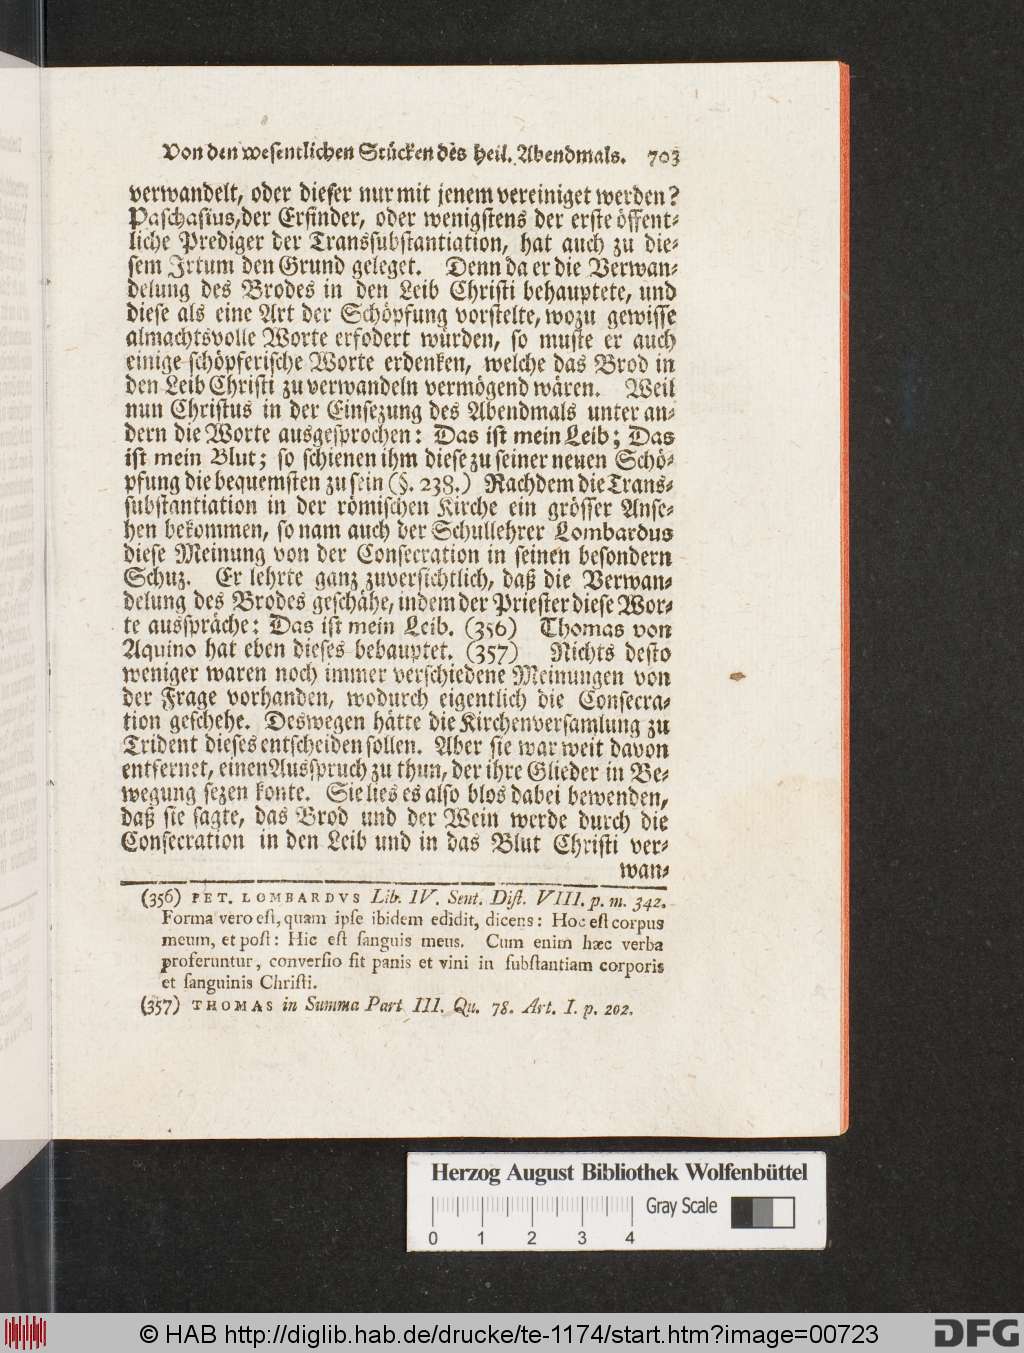 Von den wesentlichen Stücken des heil. Abendmals. 703
verwandelt, oder dieser nur mit jenem vereiniget werden?
Paschasius, der Erfinder, oder wenigstens der erste öffent-
liche Prediger der Transsubstantiation, hat auch zu die-
sem Irtum den Grund geleget. Denn da er die Verwan-
delung des Brodes in den Leib Christi behauptete, und
diese als eine Art der Schöpfung vorstelte, wozu gewisse
almachtsvolle Worte erfodert würden, so muste er auch
einige schöpferische Worte erdenken, welche das Brod in
den Leib Christi zu verwandeln vermögend wären. Weil
nun Christus in der Einsezung des Abendmals unter an-
dern die Worte ausgesprochen: Das ist mein Leib; Das
ist mein Blut; so schienen ihm diese zu seiner neuen Schö-
pfung die bequemsten zu sein (§. 238.) Nachdem die Trans-
substantiation in der römischen Kirche ein grösser Anse-
hen bekommen, so nam auch der Schullehrer Lombardus
diese Meinung von der Consecration in seinen besondern
Schuz. Er lehrte ganz zuversichtlich, daß die Verwan-
delung des Brodes geschähe, indem der Priester diese Wor-
te ausspräche: Das ist mein Leib. (356) Thomas von
Aquino hat eben dieses behauptet. (357) Nichts desto
weniger waren noch immer verschiedene Meinungen von
der Frage vorhanden, wodurch eigentlich die Consecra-
tion geschehe. Deswegen hätte die Kirchenversamlung zu
Trident dieses entscheiden sollen. Aber sie war weit davon
entfernet, einen Ausspruch zu thun, der ihre Glieder in Be-
wegung sezen konte. Sie lies es also blos dabei bewenden,
daß sie sagte, das Brod und der Wein werde durch die
Consecration in den Leib und in das Blut Christi ver-
wan-
(356) PET. LOMBARDVS Lib. IV. Sent. Dist. VIII. p. m. 342.
Forma vero est, quam ipse ibidem edidit, dicens: Hoc est corpus
meum, et post: Hic est sanguis meus. Cum enim hæc verba
proferuntur, conversio fit panis et vini in substantiam corporis
et sanguinis Christi.
(357) THOMAS in Summa Part III. Qu. 78. Art. I. p. 202.
Herzog August Bibliothek Wolfenbüttel
Gray Scale
0 1 2 3 4
© HAB http://diglib.hab.de/drucke/te-1174/start.htm?image=00723
DFG